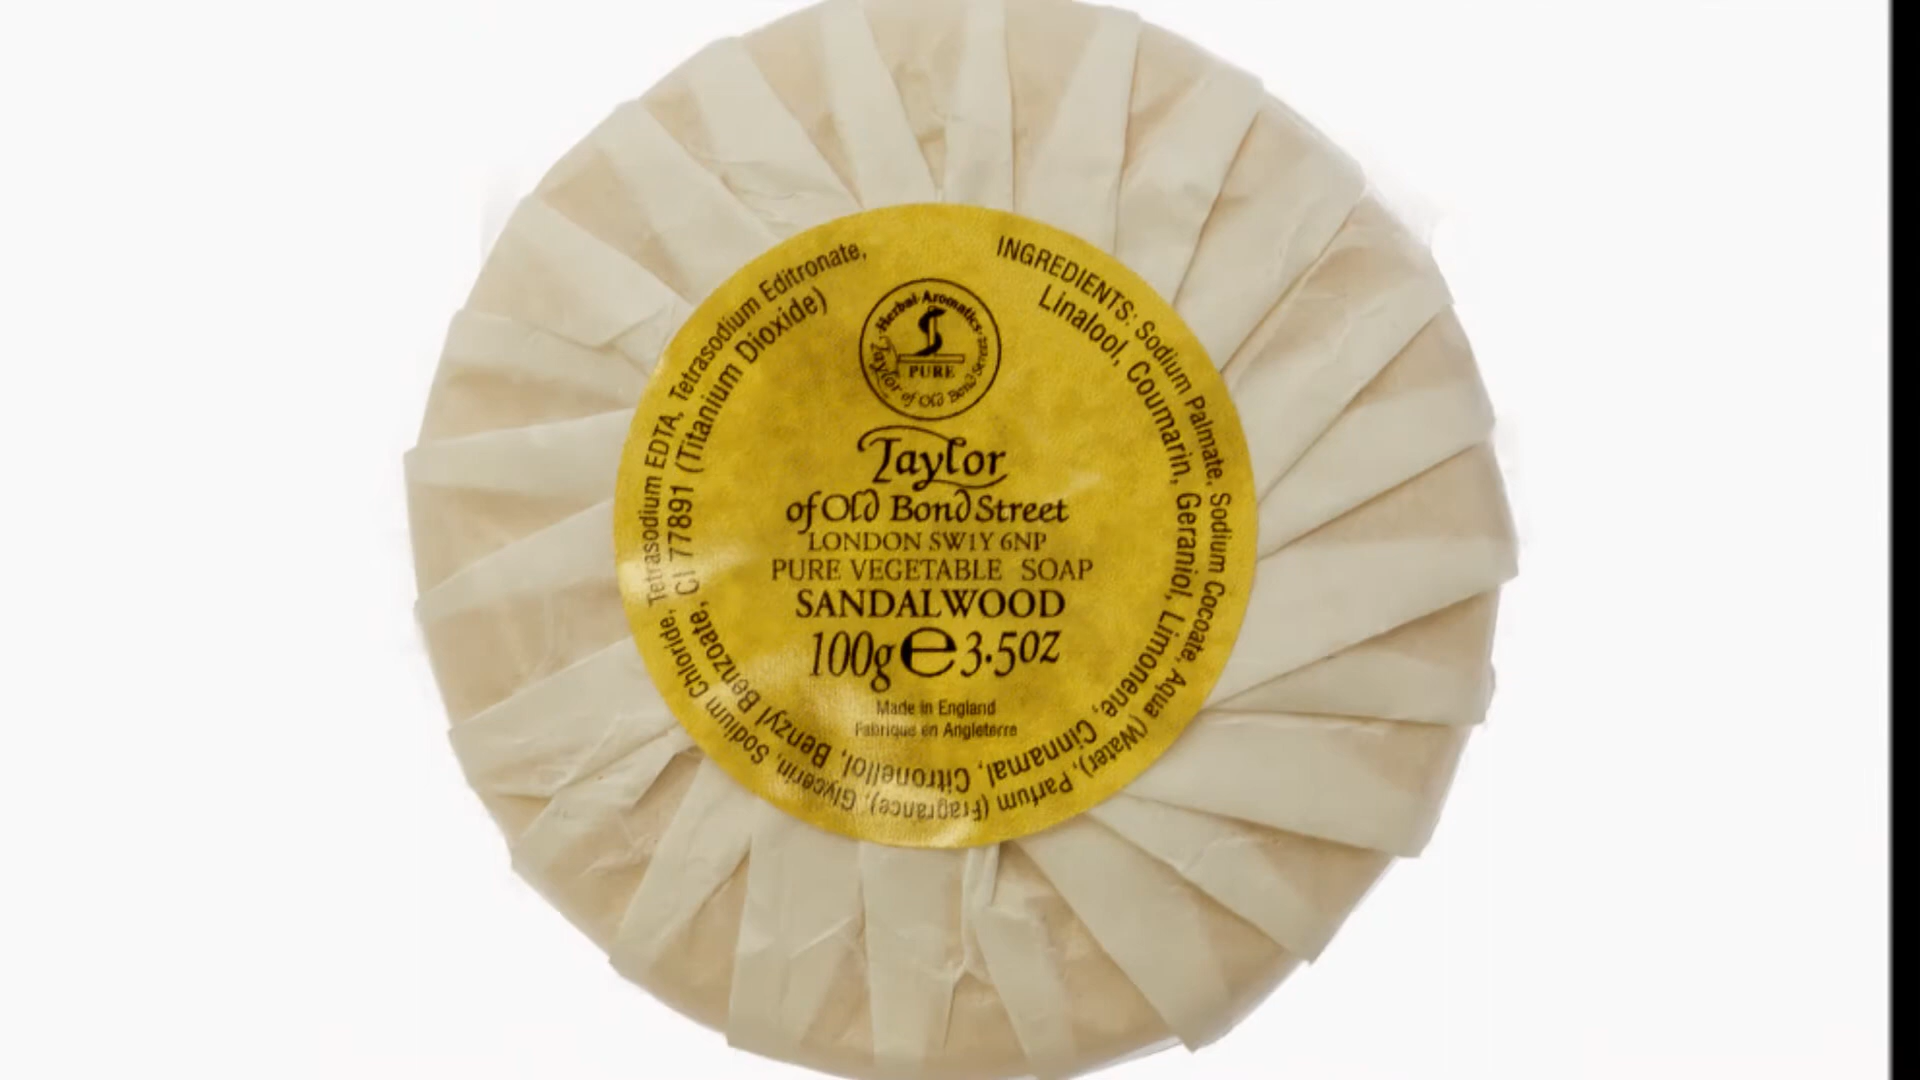 Herbal Aromatics
PURE
Taylor of Old Bond Street
Taylor
of Old Bond Street
LONDON SW1Y 6NP
PURE VEGETABLE SOAP
SANDALWOOD
100g e 3.5oz
Made in England
Fabriqué en Angleterre
INGREDIENTS: Sodium Palmate, Sodium Cocoate, Aqua (Water), Parfum (Fragrance), Glycerin, Sodium Chloride, Tetrasodium EDTA, Tetrasodium Editronate,
Linalool, Coumarin, Geraniol, Limonene, Cinnamal, Citronellol, Benzyl Benzoate, CI 77891 (Titanium Dioxide)